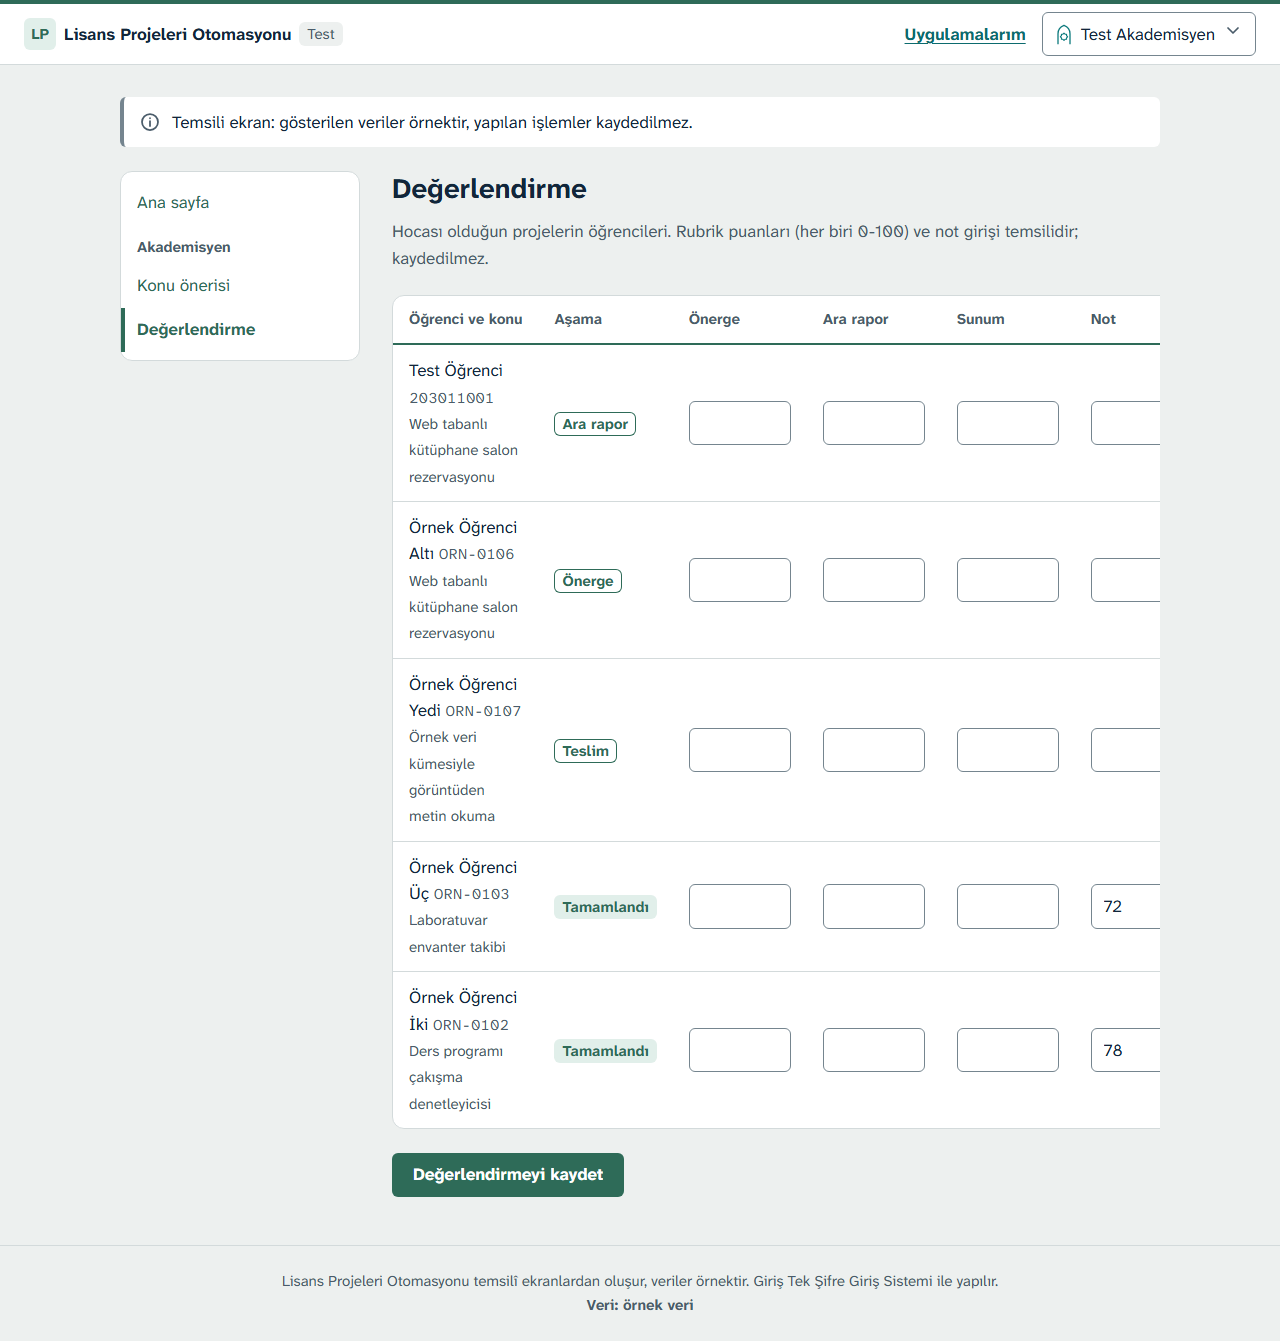 LP Lisans Projeleri Otomasyonu Test
Uygulamalarım
Test Akademisyen
Temsili ekran: gösterilen veriler örnektir, yapılan işlemler kaydedilmez.
Ana sayfa
Akademisyen
Konu önerisi
Değerlendirme
Değerlendirme
Hocası olduğun projelerin öğrencileri. Rubrik puanları (her biri 0-100) ve not girişi temsilidir;
kaydedilmez.
Öğrenci ve konu Aşama Önerge Ara rapor Sunum Not
Test Öğrenci
203011001
Web tabanlı
kütüphane salon
rezervasyonu
Ara rapor
Örnek Öğrenci
Altı ORN-0106
Web tabanlı
kütüphane salon
rezervasyonu
Önerge
Örnek Öğrenci
Yedi ORN-0107
Örnek veri
kümesiyle
görüntüden
metin okuma
Teslim
Örnek Öğrenci
Üç ORN-0103
Laboratuvar
envanter takibi
Tamamlandı
72
Örnek Öğrenci
İki ORN-0102
Ders programı
çakışma
denetleyicisi
Tamamlandı
78
Değerlendirmeyi kaydet
Lisans Projeleri Otomasyonu temsilî ekranlardan oluşur, veriler örnektir. Giriş Tek Şifre Giriş Sistemi ile yapılır.
Veri: örnek veri